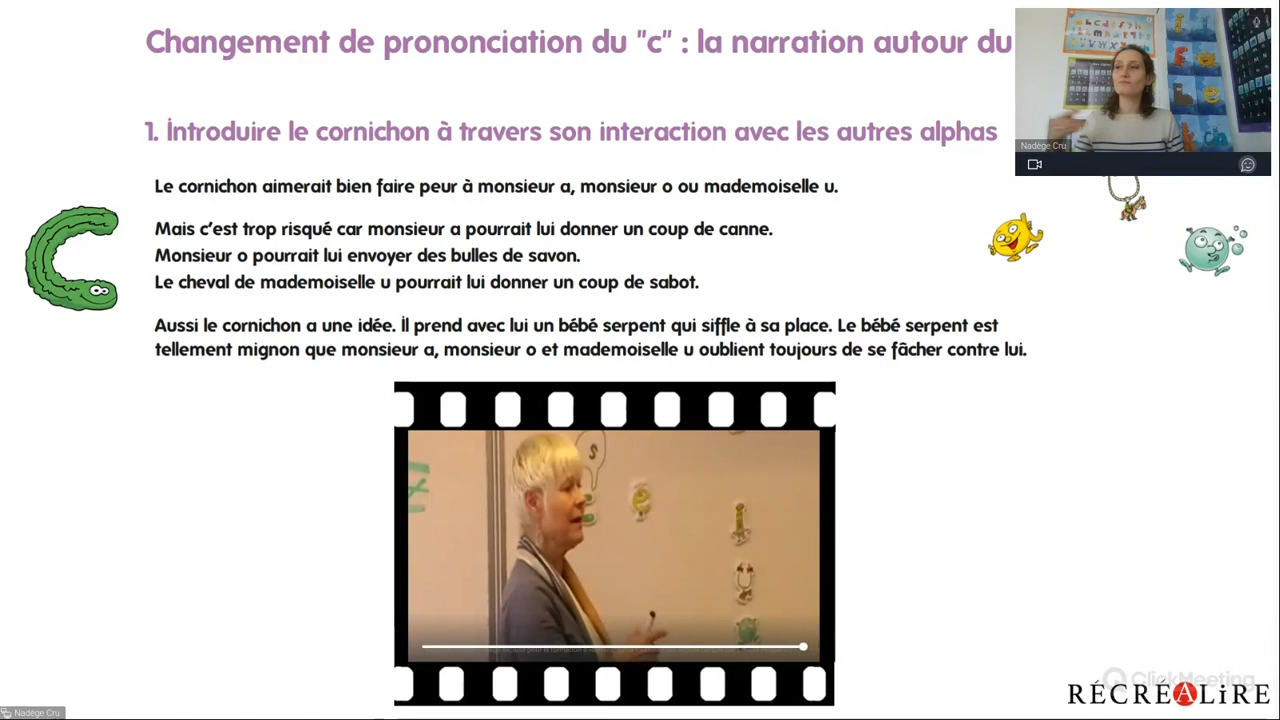 Changement de prononciation du "c" : la narration autour du
1. Introduire le cornichon à travers son interaction avec les autres alphas
Nadège Cru
Le cornichon aimerait bien faire peur à monsieur a, monsieur o ou mademoiselle u.
Mais c'est trop risqué car monsieur a pourrait lui donner un coup de canne.
Monsieur o pourrait lui envoyer des bulles de savon.
Le cheval de mademoiselle u pourrait lui donner un coup de sabot.
Aussi le cornichon a une idée. Il prend avec lui un bébé serpent qui siffle à sa place. Le bébé serpent est
tellement mignon que monsieur a, monsieur o et mademoiselle u oublient toujours de se fâcher contre lui.
s
ClickMeeting
RÉCRÉALIRE
Nadège Cru